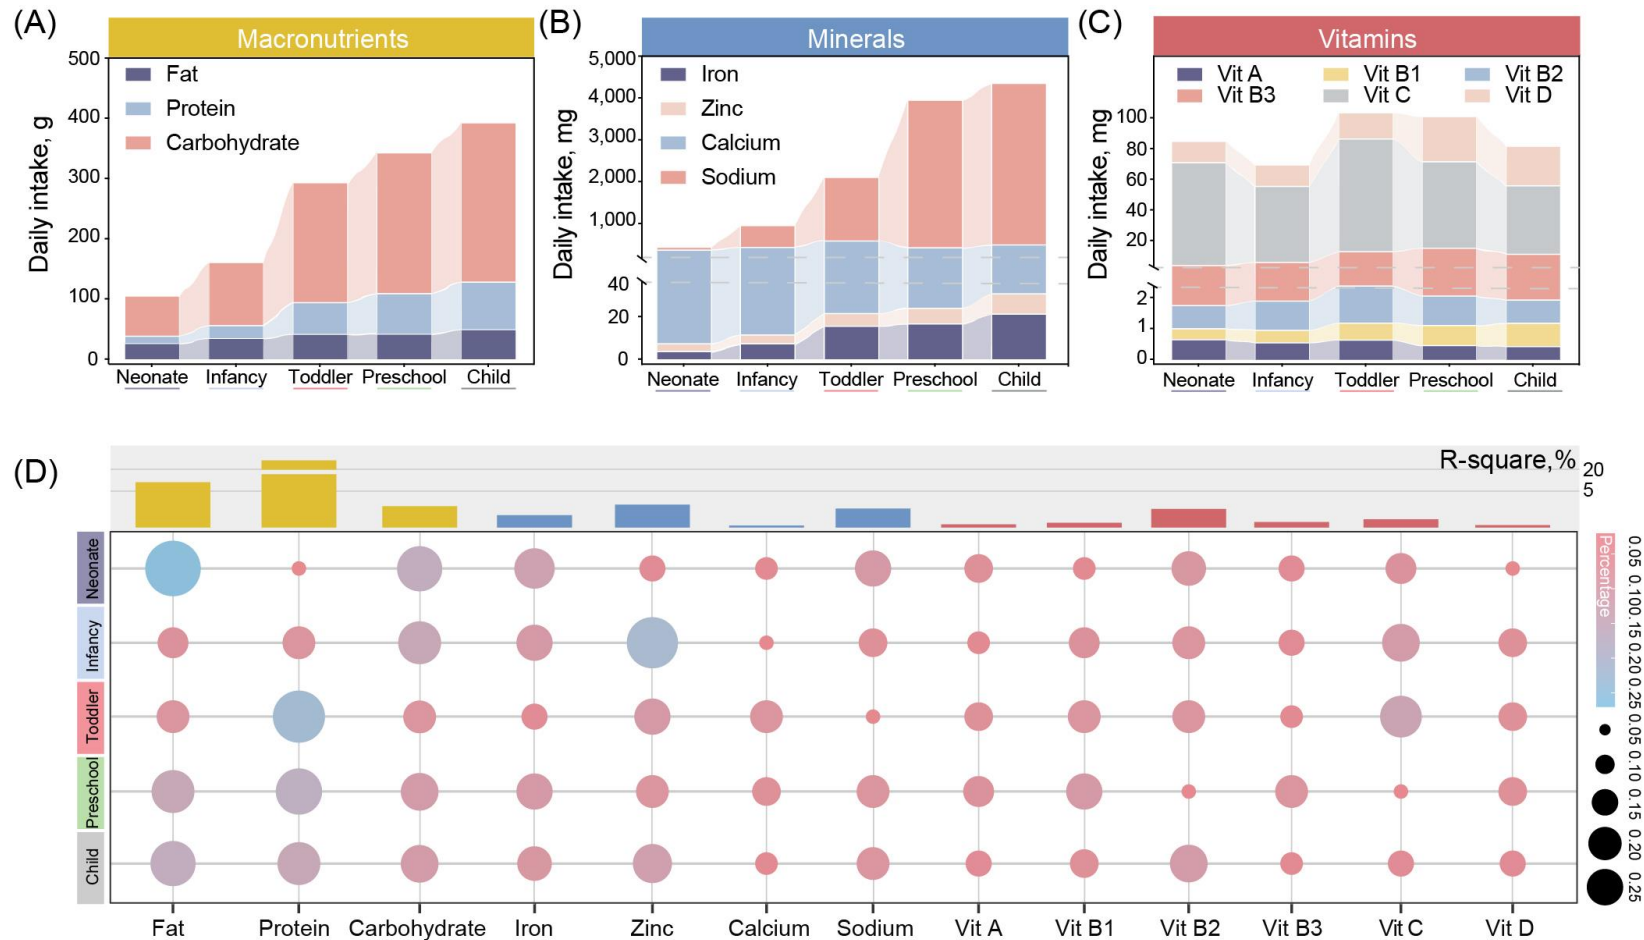 (A)
Macronutrients
500
400
300
200
100
0
Daily intake, g
Fat
Protein
Carbohydrate
Neonate Infancy Toddler Preschool Child
(B)
Minerals
5,000
4,000
3,000
2,000
1,000
40
20
0
Daily intake, mg
Iron
Zinc
Calcium
Sodium
Neonate Infancy Toddler Preschool Child
(C)
Vitamins
Vit A Vit B1 Vit B2
Vit B3 Vit C Vit D
100
80
60
40
20
2
1
0
Daily intake, mg
Neonate Infancy Toddler Preschool Child
(D)
R-square,%
20
5
Neonate
Infancy
Toddler
Preschool
Child
Percentage
0.05 0.10 0.15 0.20 0.25
0.05 0.10 0.15 0.20 0.25
Fat Protein Carbohydrate Iron Zinc Calcium Sodium Vit A Vit B1 Vit B2 Vit B3 Vit C Vit D